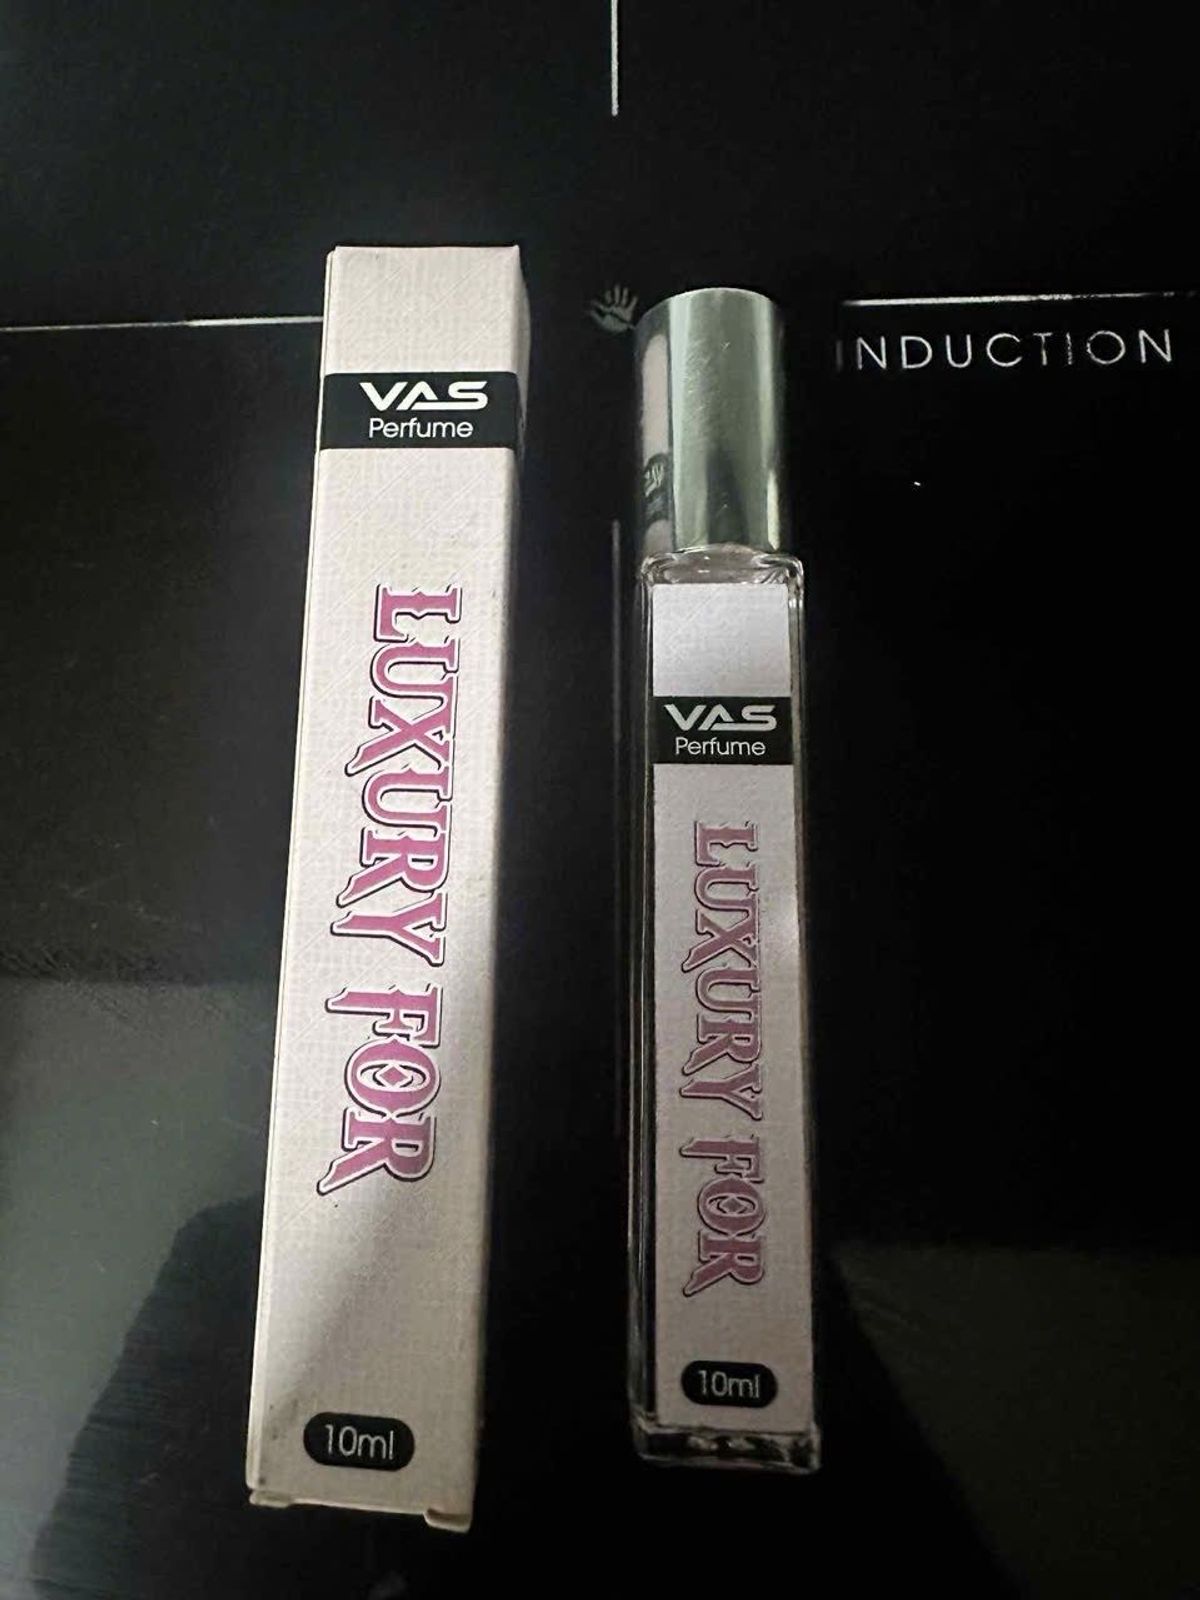 VAS
Perfume
LUXURY FOR
10ml
VAS
Perfume
LUXURY FOR
10ml
INDUCTION